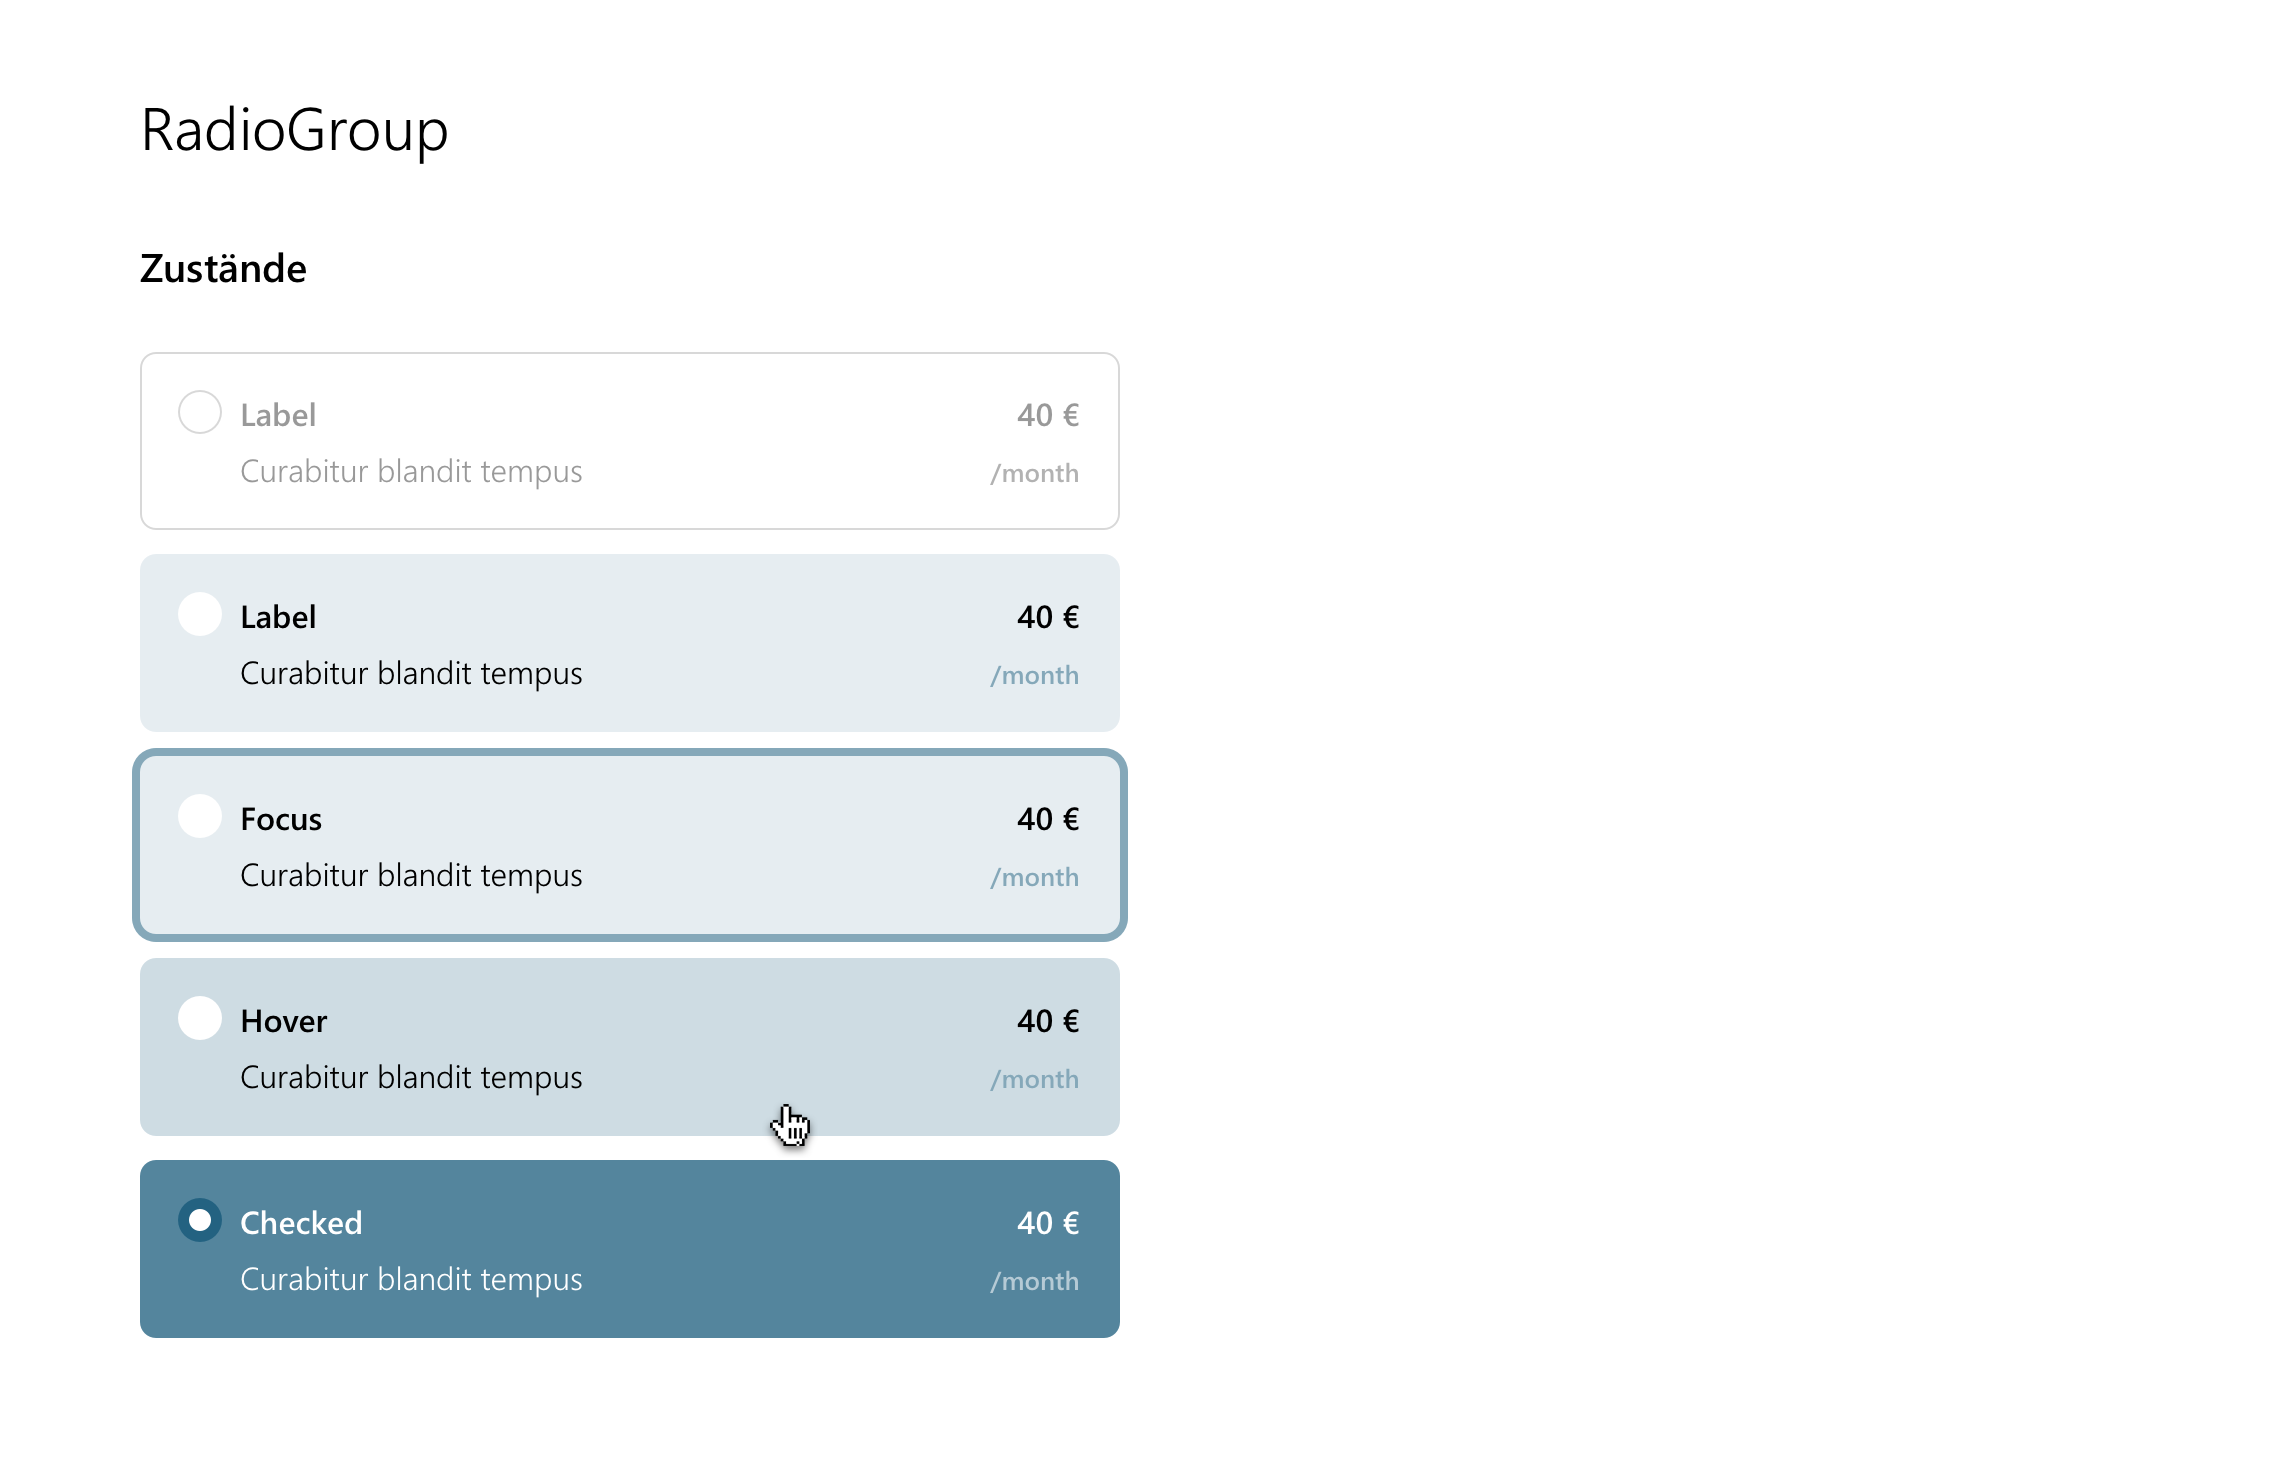 RadioGroup
Zustände
Label 40 €
Curabitur blandit tempus /month
Label 40 €
Curabitur blandit tempus /month
Focus 40 €
Curabitur blandit tempus /month
Hover 40 €
Curabitur blandit tempus /month
Checked 40 €
Curabitur blandit tempus /month